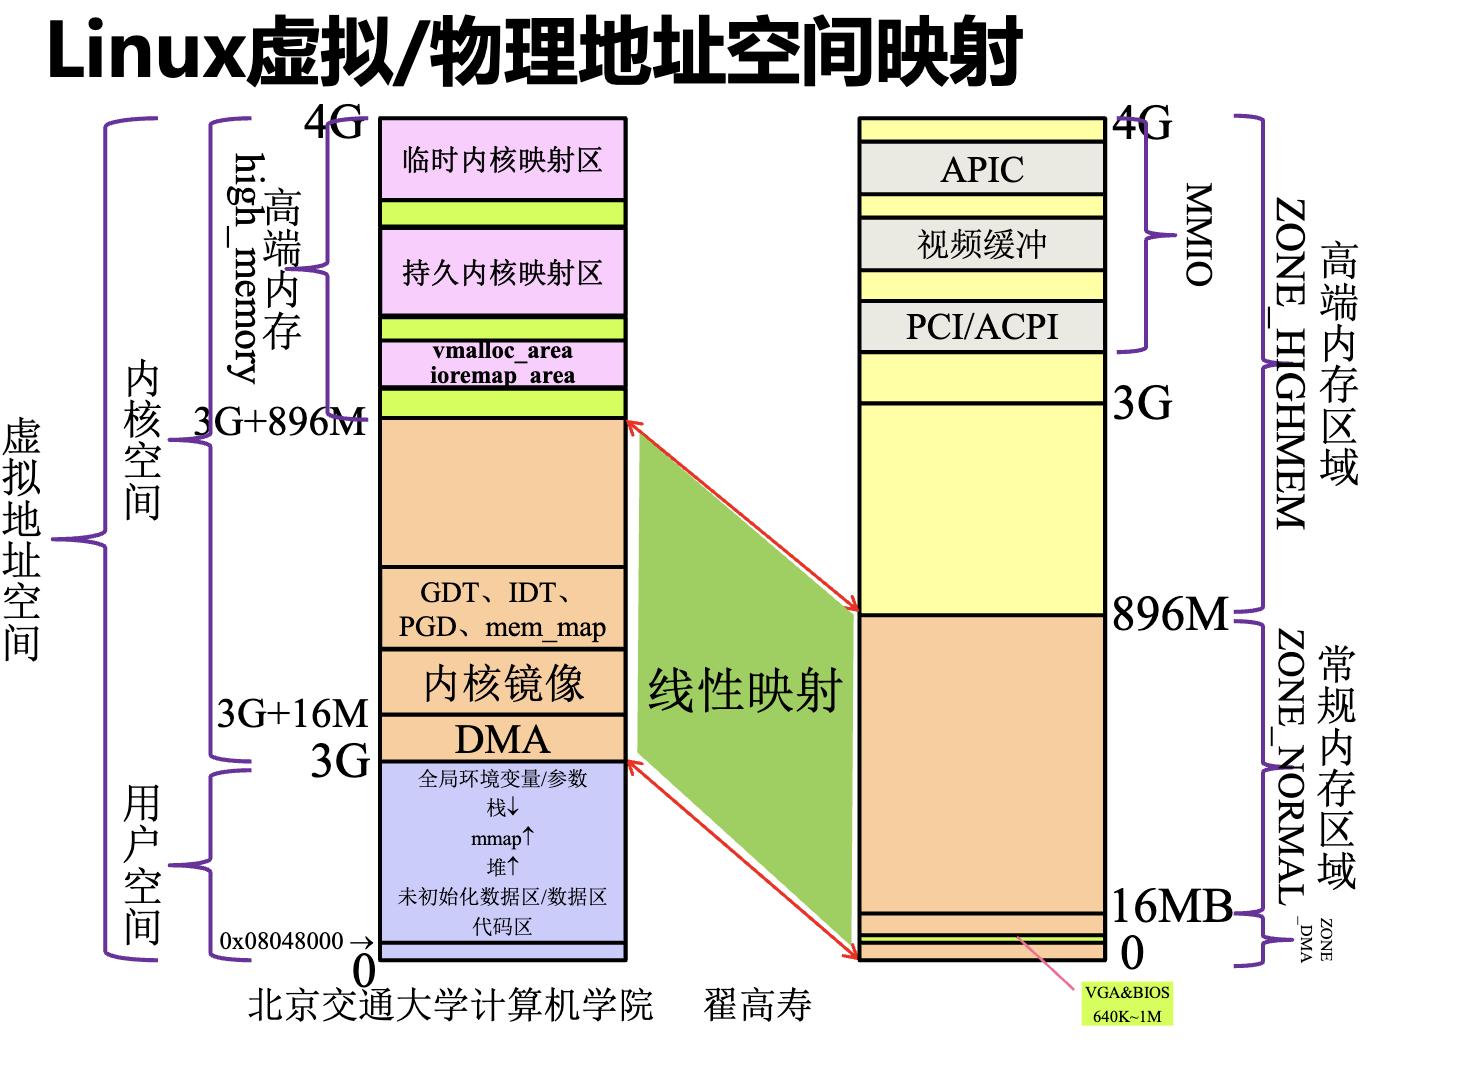 Linux虚拟/物理地址空间映射
虚拟地址空间
内核空间
用户空间
high_memory
高端内存
4G
3G+896M
3G+16M
3G
0x08048000→
0
临时内核映射区
持久内核映射区
vmalloc_area
ioremap_area
GDT、IDT、
PGD、mem_map
内核镜像
DMA
全局环境变量/参数
栈↓
mmap↑
堆↑
未初始化数据区/数据区
代码区
线性映射
APIC
视频缓冲
PCI/ACPI
4G
3G
896M
16MB
0
MMIO
ZONE_HIGHMEM
高端内存区域
ZONE_NORMAL
常规内存区域
ZONE
_DMA
VGA&BIOS
640K~1M
北京交通大学计算机学院 翟高寿